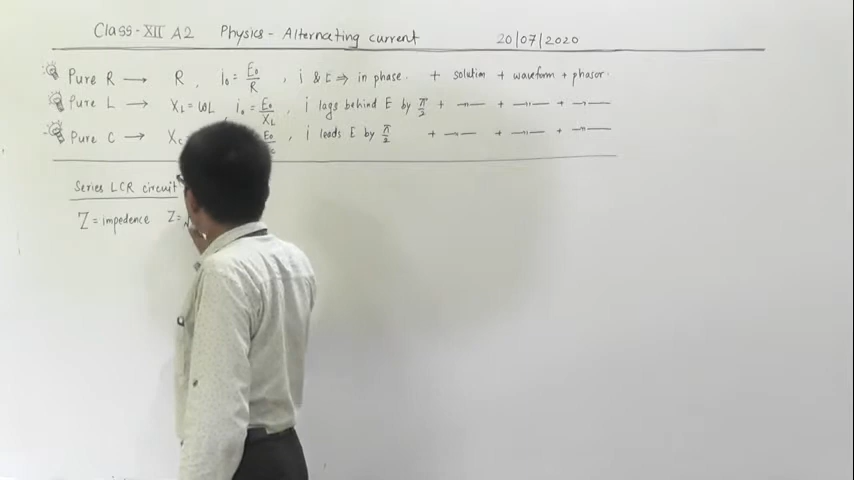 Class-XII A2 Physics - Alternating current 20/07/2020
Pure R → R, i₀ = E₀/R, i & E ⇒ in phase. + solution + waveform + phasor.
Pure L → X_L = ωL i₀ = E₀/X_L, i lags behind E by π/2 + —"— + —"— + —"—
Pure C → X E₀, i leads E by π/2 + —"— + —"— + —"—
Series LCR circuit
Z = impedence Z =